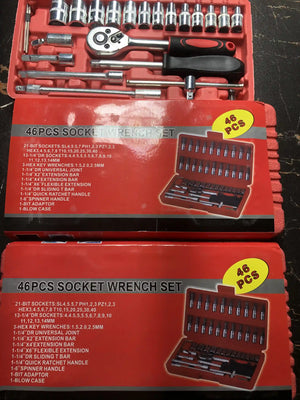 46PCS SOCKET WRENCH SET
46
PCS
21-BIT SOCKETS:SL4,5.5,7 PH1,2,3 PZ1,2,3
HEX3,4,5,6,7,8 T10,15,20,25,30,40
13-1/4" DR SOCKETS:4,4.5,5,5.5,6,7,8,9,10
11,12,13,14MM
3-HEX KEY WRENCHES:1.5,2.0,2.5MM
1-1/4" DR UNIVERSAL JOINT
1-1/4" X2" EXTENSION BAR
1-1/4" X4 EXTENSION BAR
1-1/4" X6" FLEXIBLE EXTENSION
1-1/4" DR SLIDING T BAR
1-1/4" QUICK RATCHET HANDLE
1-6" SPINNER HANDLE
1-BIT ADAPTOR
1-BLOW CASE
46PCS SOCKET WRENCH SET
46
PCS
21-BIT SOCKETS:SL4,5.5,7 PH1,2,3 PZ1,2,3
HEX3,4,5,6,7,8 T10,15,20,25,30,40
13-1/4" DR SOCKETS:4,4.5,5,5.5,6,7,8,9,10
11,12,13,14MM
3-HEX KEY WRENCHES:1.5,2.0,2.5MM
1-1/4" DR UNIVERSAL JOINT
1-1/4" X2" EXTENSION BAR
1-1/4" X4 EXTENSION BAR
1-1/4" X6" FLEXIBLE EXTENSION
1-1/4" DR SLIDING T BAR
1-1/4" QUICK RATCHET HANDLE
1-6" SPINNER HANDLE
1-BIT ADAPTOR
1-BLOW CASE